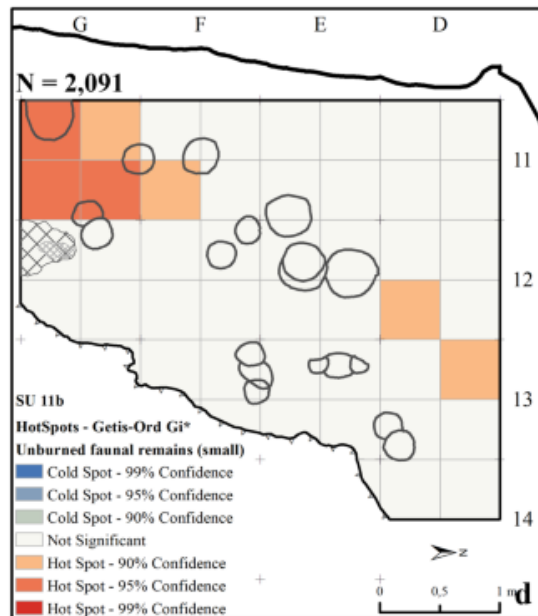 G F E D
N = 2,091
11
12
13
SU 11b
HotSpots - Getis-Ord Gi*
Unburned faunal remains (small)
Cold Spot - 99% Confidence
Cold Spot - 95% Confidence
Cold Spot - 90% Confidence
Not Significant
14
Hot Spot - 90% Confidence
z
Hot Spot - 95% Confidence
0 0,5 1 m
Hot Spot - 99% Confidence
d